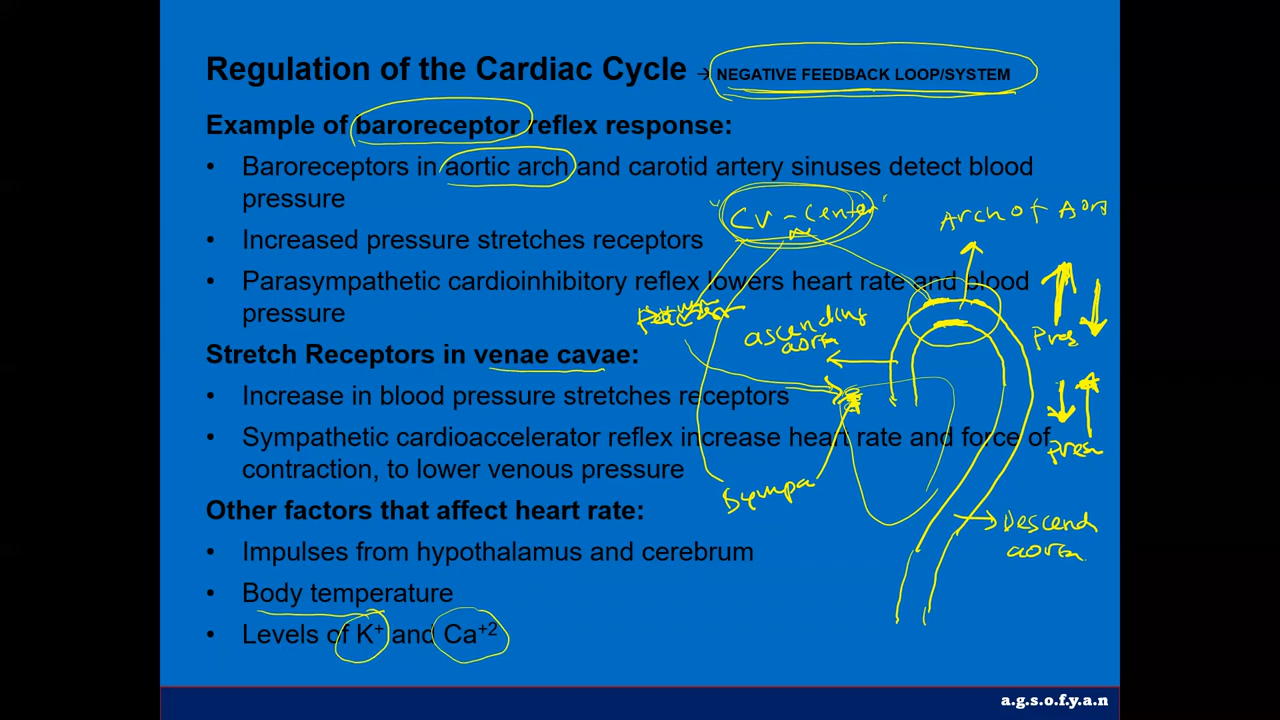 Regulation of the Cardiac Cycle → NEGATIVE FEEDBACK LOOP/SYSTEM
Example of baroreceptor reflex response:
• Baroreceptors in aortic arch and carotid artery sinuses detect blood
pressure
• Increased pressure stretches receptors
• Parasympathetic cardioinhibitory reflex lowers heart rate and blood
pressure
Stretch Receptors in venae cavae:
• Increase in blood pressure stretches receptors
• Sympathetic cardioaccelerator reflex increase heart rate and force of
contraction, to lower venous pressure
Other factors that affect heart rate:
• Impulses from hypothalamus and cerebrum
• Body temperature
• Levels of K+ and Ca+2
"CV - Center"
Arch of Aor
ascending
aorta
Pres
Pres
Sympa
Descend
aorta
a.g.s.o.f.y.a.n